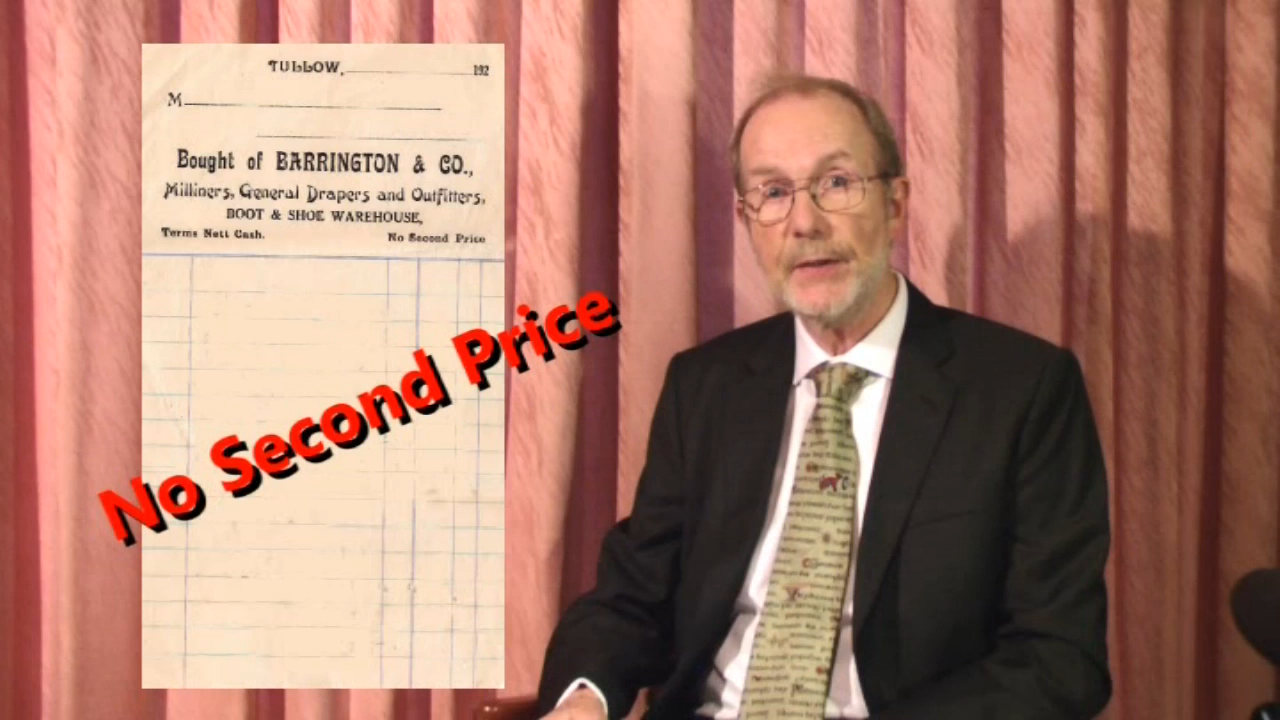 TULLOW, 192
M
Bought of BARRINGTON & CO.,
Milliners, General Drapers and Outfitters,
BOOT & SHOE WAREHOUSE,
Terms Nett Cash. No Second Price
No Second Price